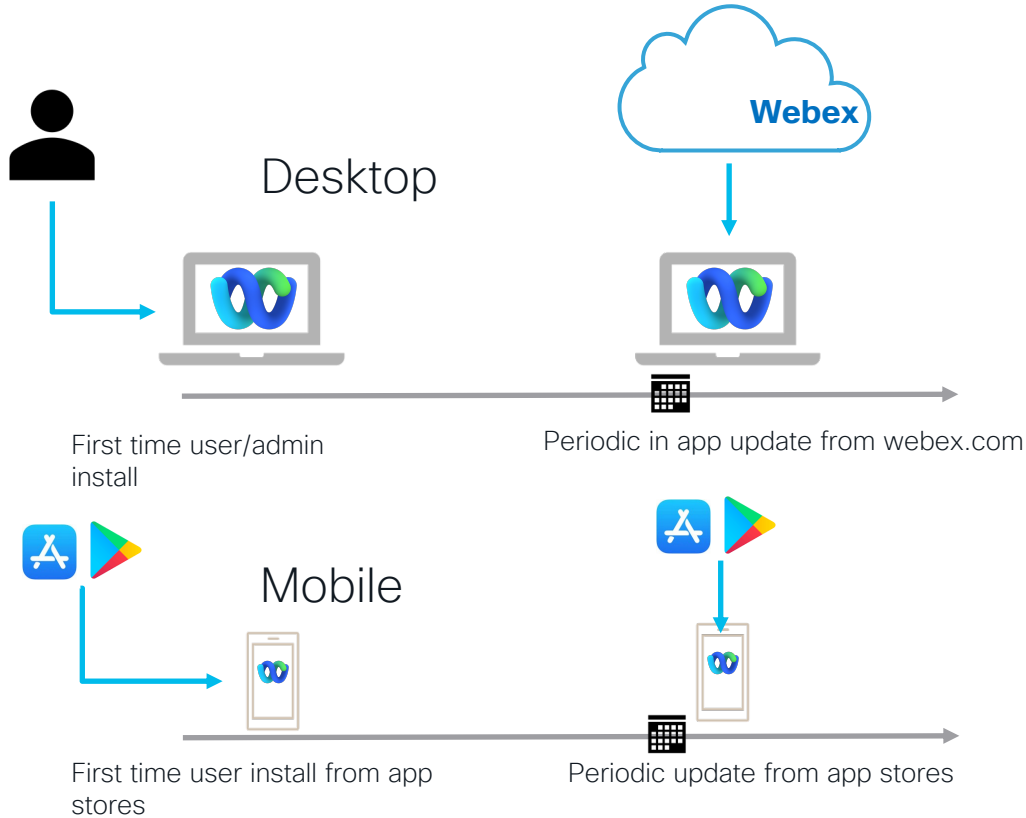 Webex
Desktop
First time user/admin
install
Periodic in app update from webex.com
Mobile
First time user install from app
stores
Periodic update from app stores